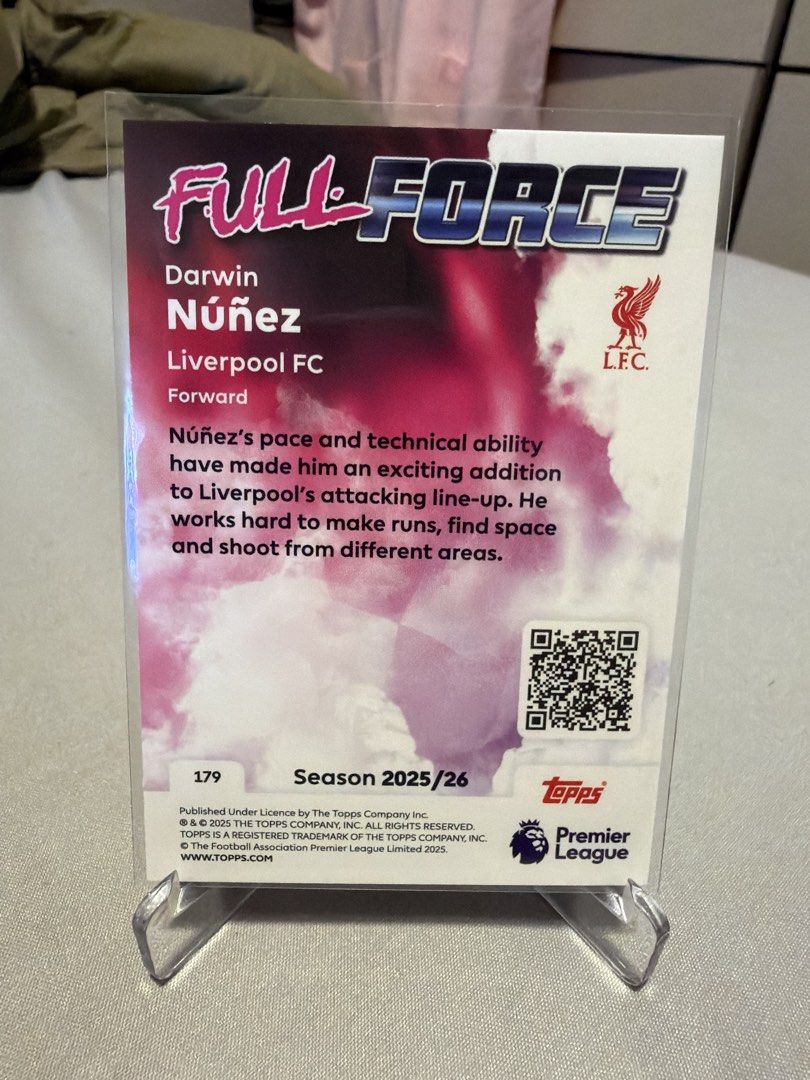 FULL FORCE
Darwin
Núñez
Liverpool FC
Forward
L.F.C.
Núñez's pace and technical ability
have made him an exciting addition
to Liverpool's attacking line-up. He
works hard to make runs, find space
and shoot from different areas.
179
Season 2025/26
Topps®
Published Under Licence by The Topps Company Inc.
® & © 2025 THE TOPPS COMPANY, INC. ALL RIGHTS RESERVED.
TOPPS IS A REGISTERED TRADEMARK OF THE TOPPS COMPANY, INC.
© The Football Association Premier League Limited 2025.
WWW.TOPPS.COM
Premier
League